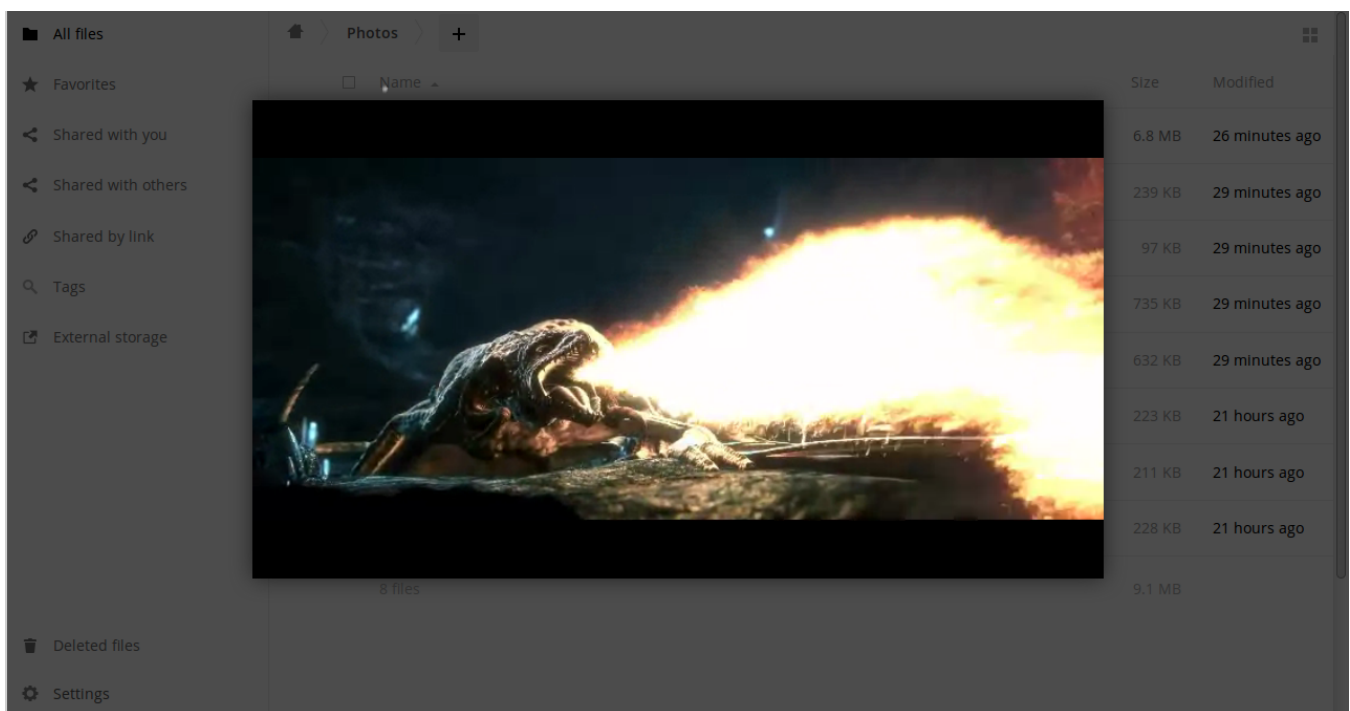 All files
Photos +
Favorites
Name Size Modified
Shared with you
6.8 MB 26 minutes ago
Shared with others
239 KB 29 minutes ago
Shared by link
97 KB 29 minutes ago
Tags
735 KB 29 minutes ago
External storage
632 KB 29 minutes ago
223 KB 21 hours ago
211 KB 21 hours ago
228 KB 21 hours ago
8 files 9.1 MB
Deleted files
Settings